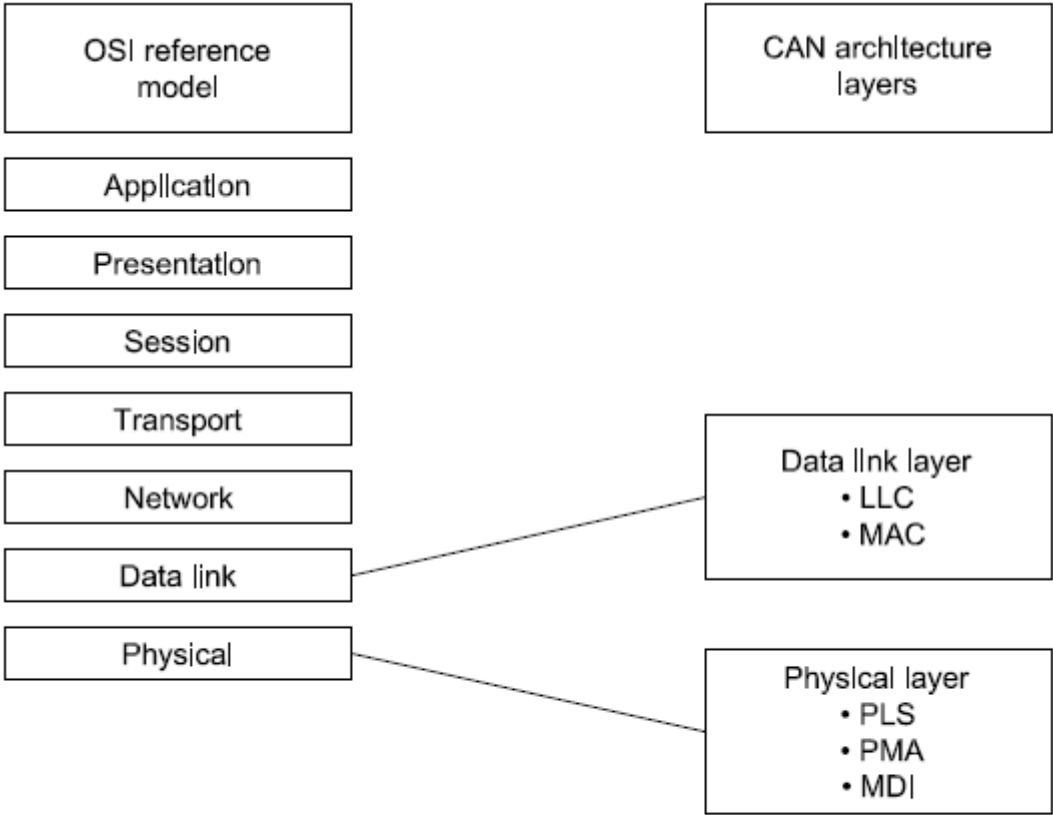 OSI reference
model
CAN architecture
layers
Application
Presentation
Session
Transport
Network
Data link
Physical
Data link layer
• LLC
• MAC
Physical layer
• PLS
• PMA
• MDI